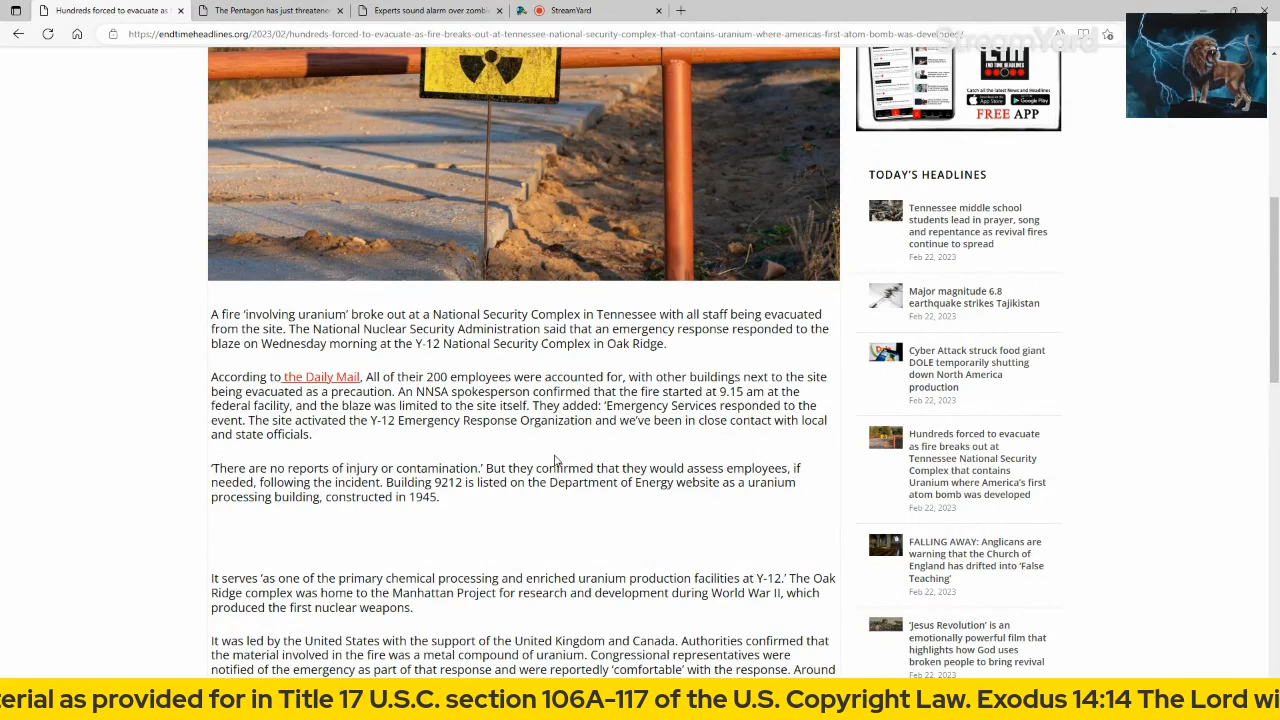 Hundreds forced to evacuate as f
The Pentagon has just threatene
Experts sound alarm over zomb
StreamYard
https://endtimeheadlines.org/2023/02/hundreds-forced-to-evacuate-as-fire-breaks-out-at-tennessee-national-security-complex-that-contains-uranium-where-americas-first-atom-bomb-was-developed/
StreamYard
Catch all the latest News and Headlines
App Store
Google Play
FREE APP
A fire ‘involving uranium’ broke out at a National Security Complex in Tennessee with all staff being evacuated
from the site. The National Nuclear Security Administration said that an emergency response responded to the
blaze on Wednesday morning at the Y-12 National Security Complex in Oak Ridge.
According to the Daily Mail, All of their 200 employees were accounted for, with other buildings next to the site
being evacuated as a precaution. An NNSA spokesperson confirmed that the fire started at 9.15 am at the
federal facility, and the blaze was limited to the site itself. They added: ‘Emergency Services responded to the
event. The site activated the Y-12 Emergency Response Organization and we’ve been in close contact with local
and state officials.
‘There are no reports of injury or contamination.’ But they confirmed that they would assess employees, if
needed, following the incident. Building 9212 is listed on the Department of Energy website as a uranium
processing building, constructed in 1945.
It serves ‘as one of the primary chemical processing and enriched uranium production facilities at Y-12.’ The Oak
Ridge complex was home to the Manhattan Project for research and development during World War II, which
produced the first nuclear weapons.
It was led by the United States with the support of the United Kingdom and Canada. Authorities confirmed that
the material involved in the fire was a metal compound of uranium. Congressional representatives were
notified of the emergency as part of that response and were reportedly ‘comfortable’ with the response. Around
TODAY’S HEADLINES
Tennessee middle school
students lead in prayer, song
and repentance as revival fires
continue to spread
Feb 22, 2023
Major magnitude 6.8
earthquake strikes Tajikistan
Feb 22, 2023
Cyber Attack struck food giant
DOLE temporarily shutting
down North America
production
Feb 22, 2023
Hundreds forced to evacuate
as fire breaks out at
Tennessee National Security
Complex that contains
Uranium where America’s first
atom bomb was developed
Feb 22, 2023
FALLING AWAY: Anglicans are
warning that the Church of
England has drifted into ‘False
Teaching’
Feb 22, 2023
‘Jesus Revolution’ is an
emotionally powerful film that
highlights how God uses
broken people to bring revival
Feb 22, 2023
terial as provided for in Title 17 U.S.C. section 106A-117 of the U.S. Copyright Law. Exodus 14:14 The Lord wi